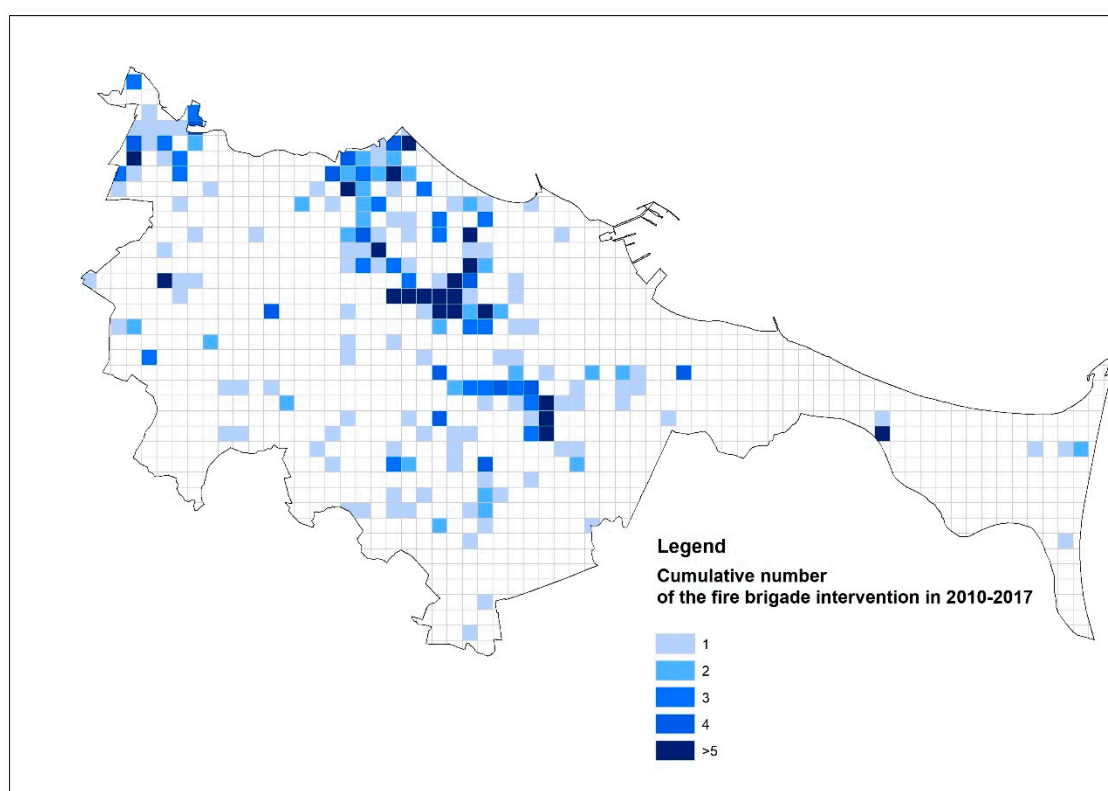 Legend
Cumulative number
of the fire brigade intervention in 2010-2017
1
2
3
4
>5